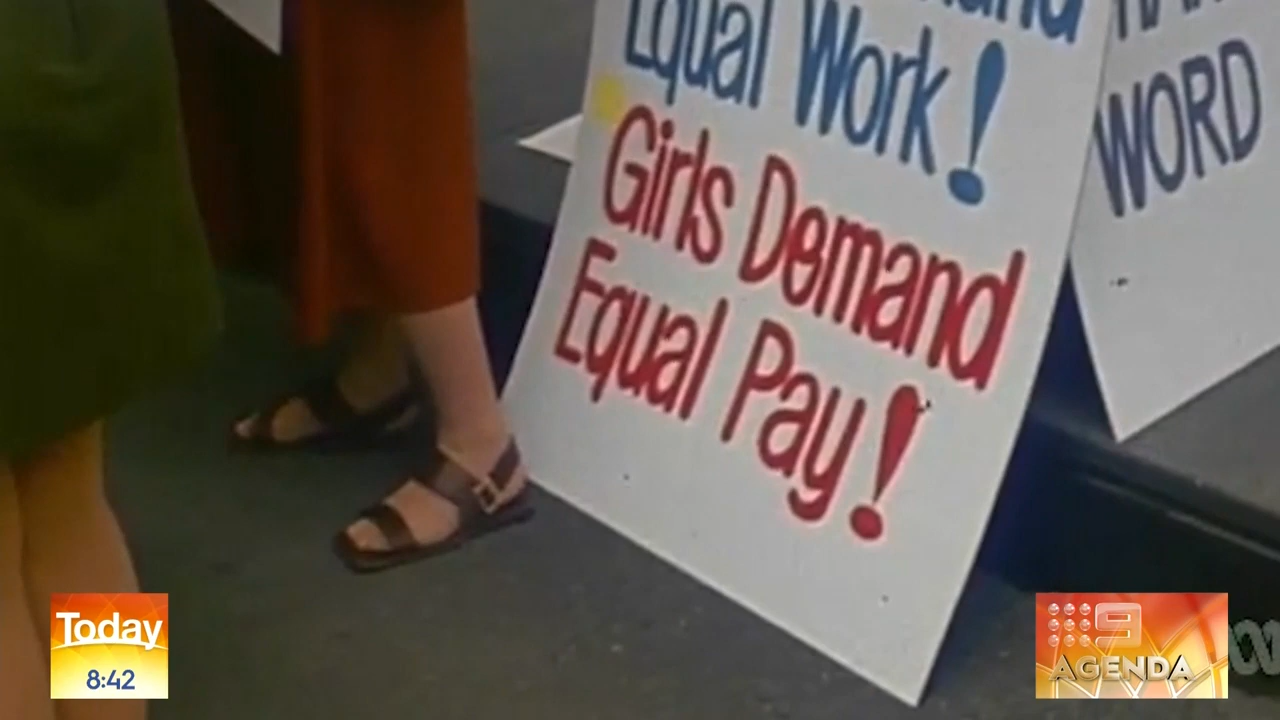 Equal Work!
Girls Demand
Equal Pay!
WORD
Today
8:42
9
AGENDA